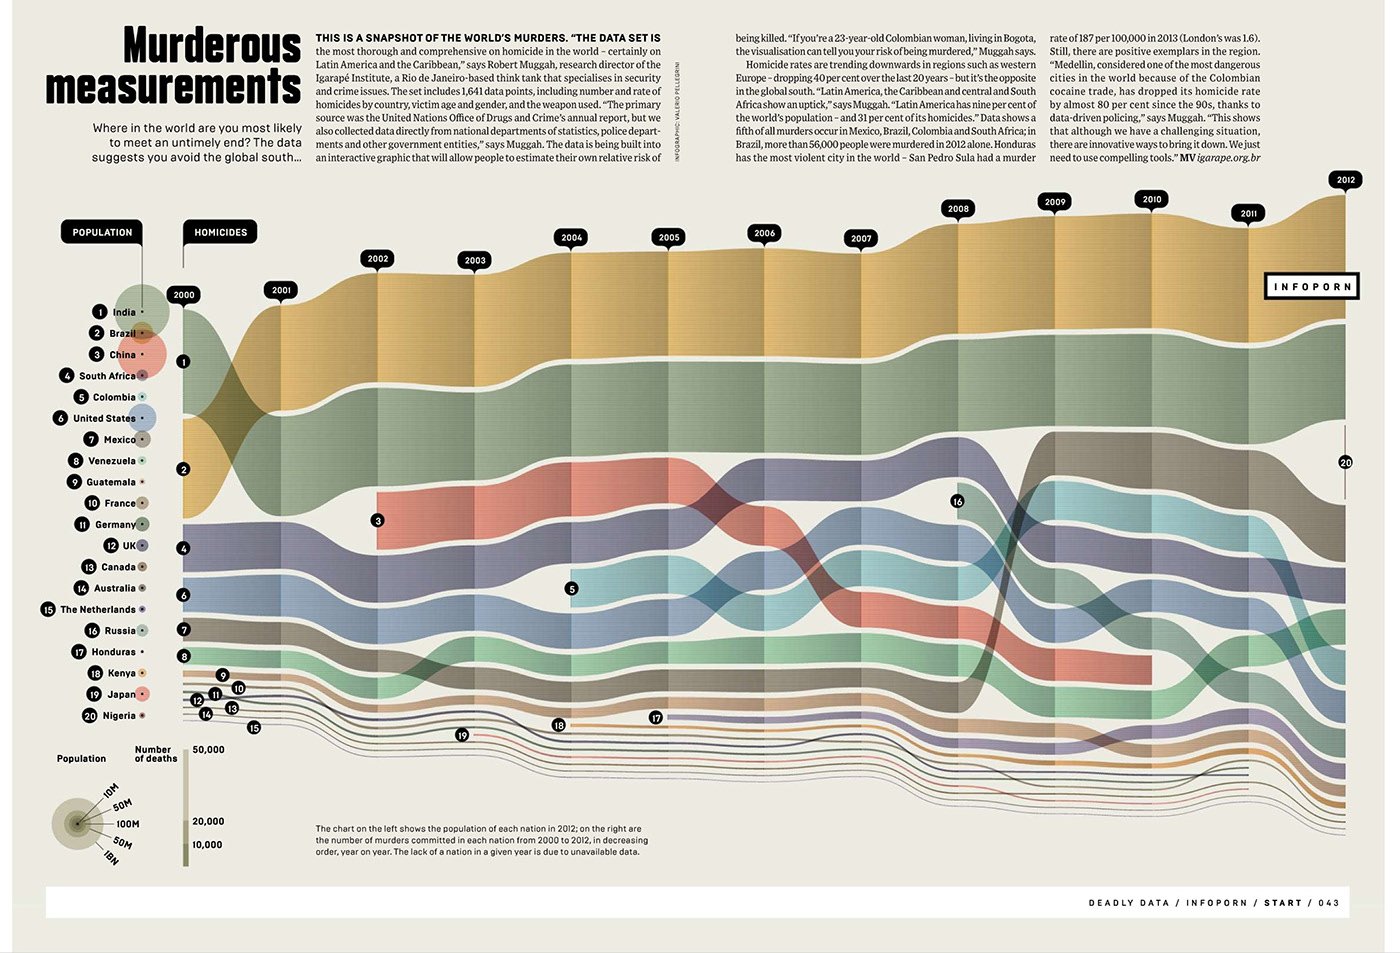 Murderous
measurements
Where in the world are you most likely
to meet an untimely end? The data
suggests you avoid the global south...
THIS IS A SNAPSHOT OF THE WORLD'S MURDERS. “THE DATA SET IS
the most thorough and comprehensive on homicide in the world – certainly on
Latin America and the Caribbean,” says Robert Muggah, research director of the
Igarapé Institute, a Rio de Janeiro-based think tank that specialises in security
and crime issues. The set includes 1,641 data points, including number and rate of
homicides by country, victim age and gender, and the weapon used. “The primary
source was the United Nations Office of Drugs and Crime's annual report, but we
also collected data directly from national departments of statistics, police depart-
ments and other government entities,” says Muggah. The data is being built into
an interactive graphic that will allow people to estimate their own relative risk of
INFOGRAPHIC: VALERIO PELLEGRINI
being killed. “If you're a 23-year-old Colombian woman, living in Bogota,
the visualisation can tell you your risk of being murdered,” Muggah says.
Homicide rates are trending downwards in regions such as western
Europe – dropping 40 per cent over the last 20 years – but it's the opposite
in the global south. “Latin America, the Caribbean and central and South
Africa show an uptick,” says Muggah. “Latin America has nine per cent of
the world's population – and 31 per cent of its homicides.” Data shows a
fifth of all murders occur in Mexico, Brazil, Colombia and South Africa; in
Brazil, more than 56,000 people were murdered in 2012 alone. Honduras
has the most violent city in the world – San Pedro Sula had a murder
rate of 187 per 100,000 in 2013 (London's was 1.6).
Still, there are positive exemplars in the region.
“Medellin, considered one of the most dangerous
cities in the world because of the Colombian
cocaine trade, has dropped its homicide rate
by almost 80 per cent since the 90s, thanks to
data-driven policing,” says Muggah. “This shows
that although we have a challenging situation,
there are innovative ways to bring it down. We just
need to use compelling tools.” MV igarape.org.br
POPULATION
HOMICIDES
2000
2001
2002
2003
2004
2005
2006
2007
2008
2009
2010
2011
2012
INFOPORN
1 India
2 Brazil
3 China
4 South Africa
5 Colombia
6 United States
7 Mexico
8 Venezuela
9 Guatemala
10 France
11 Germany
12 UK
13 Canada
14 Australia
15 The Netherlands
16 Russia
17 Honduras
18 Kenya
19 Japan
20 Nigeria
1
2
4
6
7
8
9
10
11
12
13
14
15
3
19
5
18
17
16
20
Population
10M
50M
100M
50M
1BN
Number
of deaths
50,000
20,000
10,000
The chart on the left shows the population of each nation in 2012; on the right are
the number of murders committed in each nation from 2000 to 2012, in decreasing
order, year on year. The lack of a nation in a given year is due to unavailable data.
DEADLY DATA / INFOPORN / START / 043